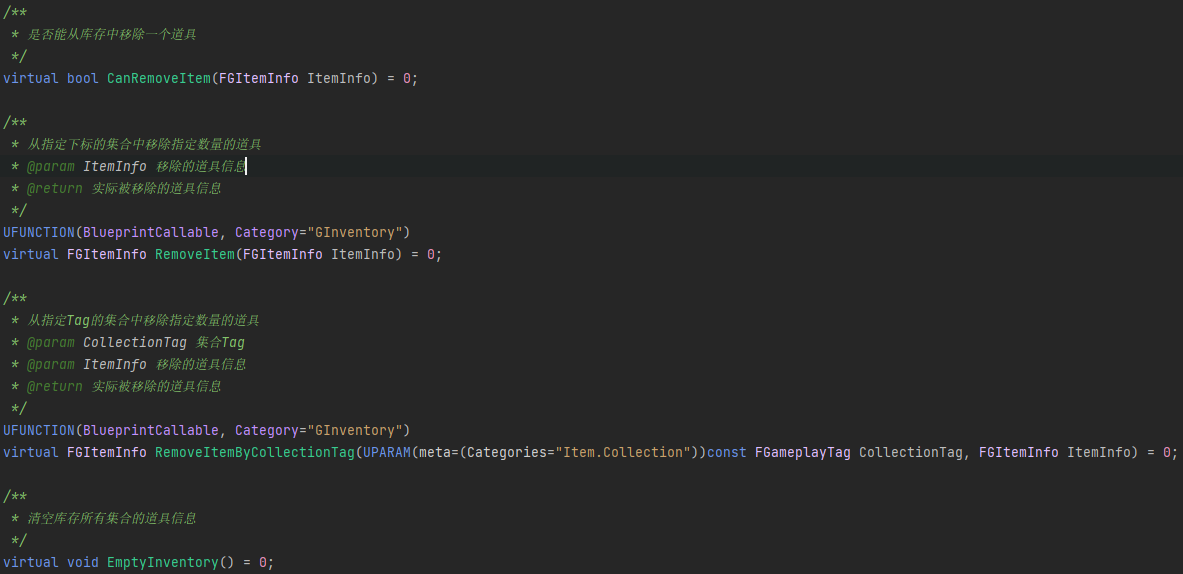 /**
 * 是否能从库存中移除一个道具
 */
virtual bool CanRemoveItem(FGItemInfo ItemInfo) = 0;
/**
 * 从指定下标的集合中移除指定数量的道具
 * @param ItemInfo 移除的道具信息
 * @return 实际被移除的道具信息
 */
UFUNCTION(BlueprintCallable, Category="GInventory")
virtual FGItemInfo RemoveItem(FGItemInfo ItemInfo) = 0;
/**
 * 从指定Tag的集合中移除指定数量的道具
 * @param CollectionTag 集合Tag
 * @param ItemInfo 移除的道具信息
 * @return 实际被移除的道具信息
 */
UFUNCTION(BlueprintCallable, Category="GInventory")
virtual FGItemInfo RemoveItemByCollectionTag(UPARAM(meta=(Categories="Item.Collection"))const FGameplayTag CollectionTag, FGItemInfo ItemInfo) = 0;
/**
 * 清空库存所有集合的道具信息
 */
virtual void EmptyInventory() = 0;